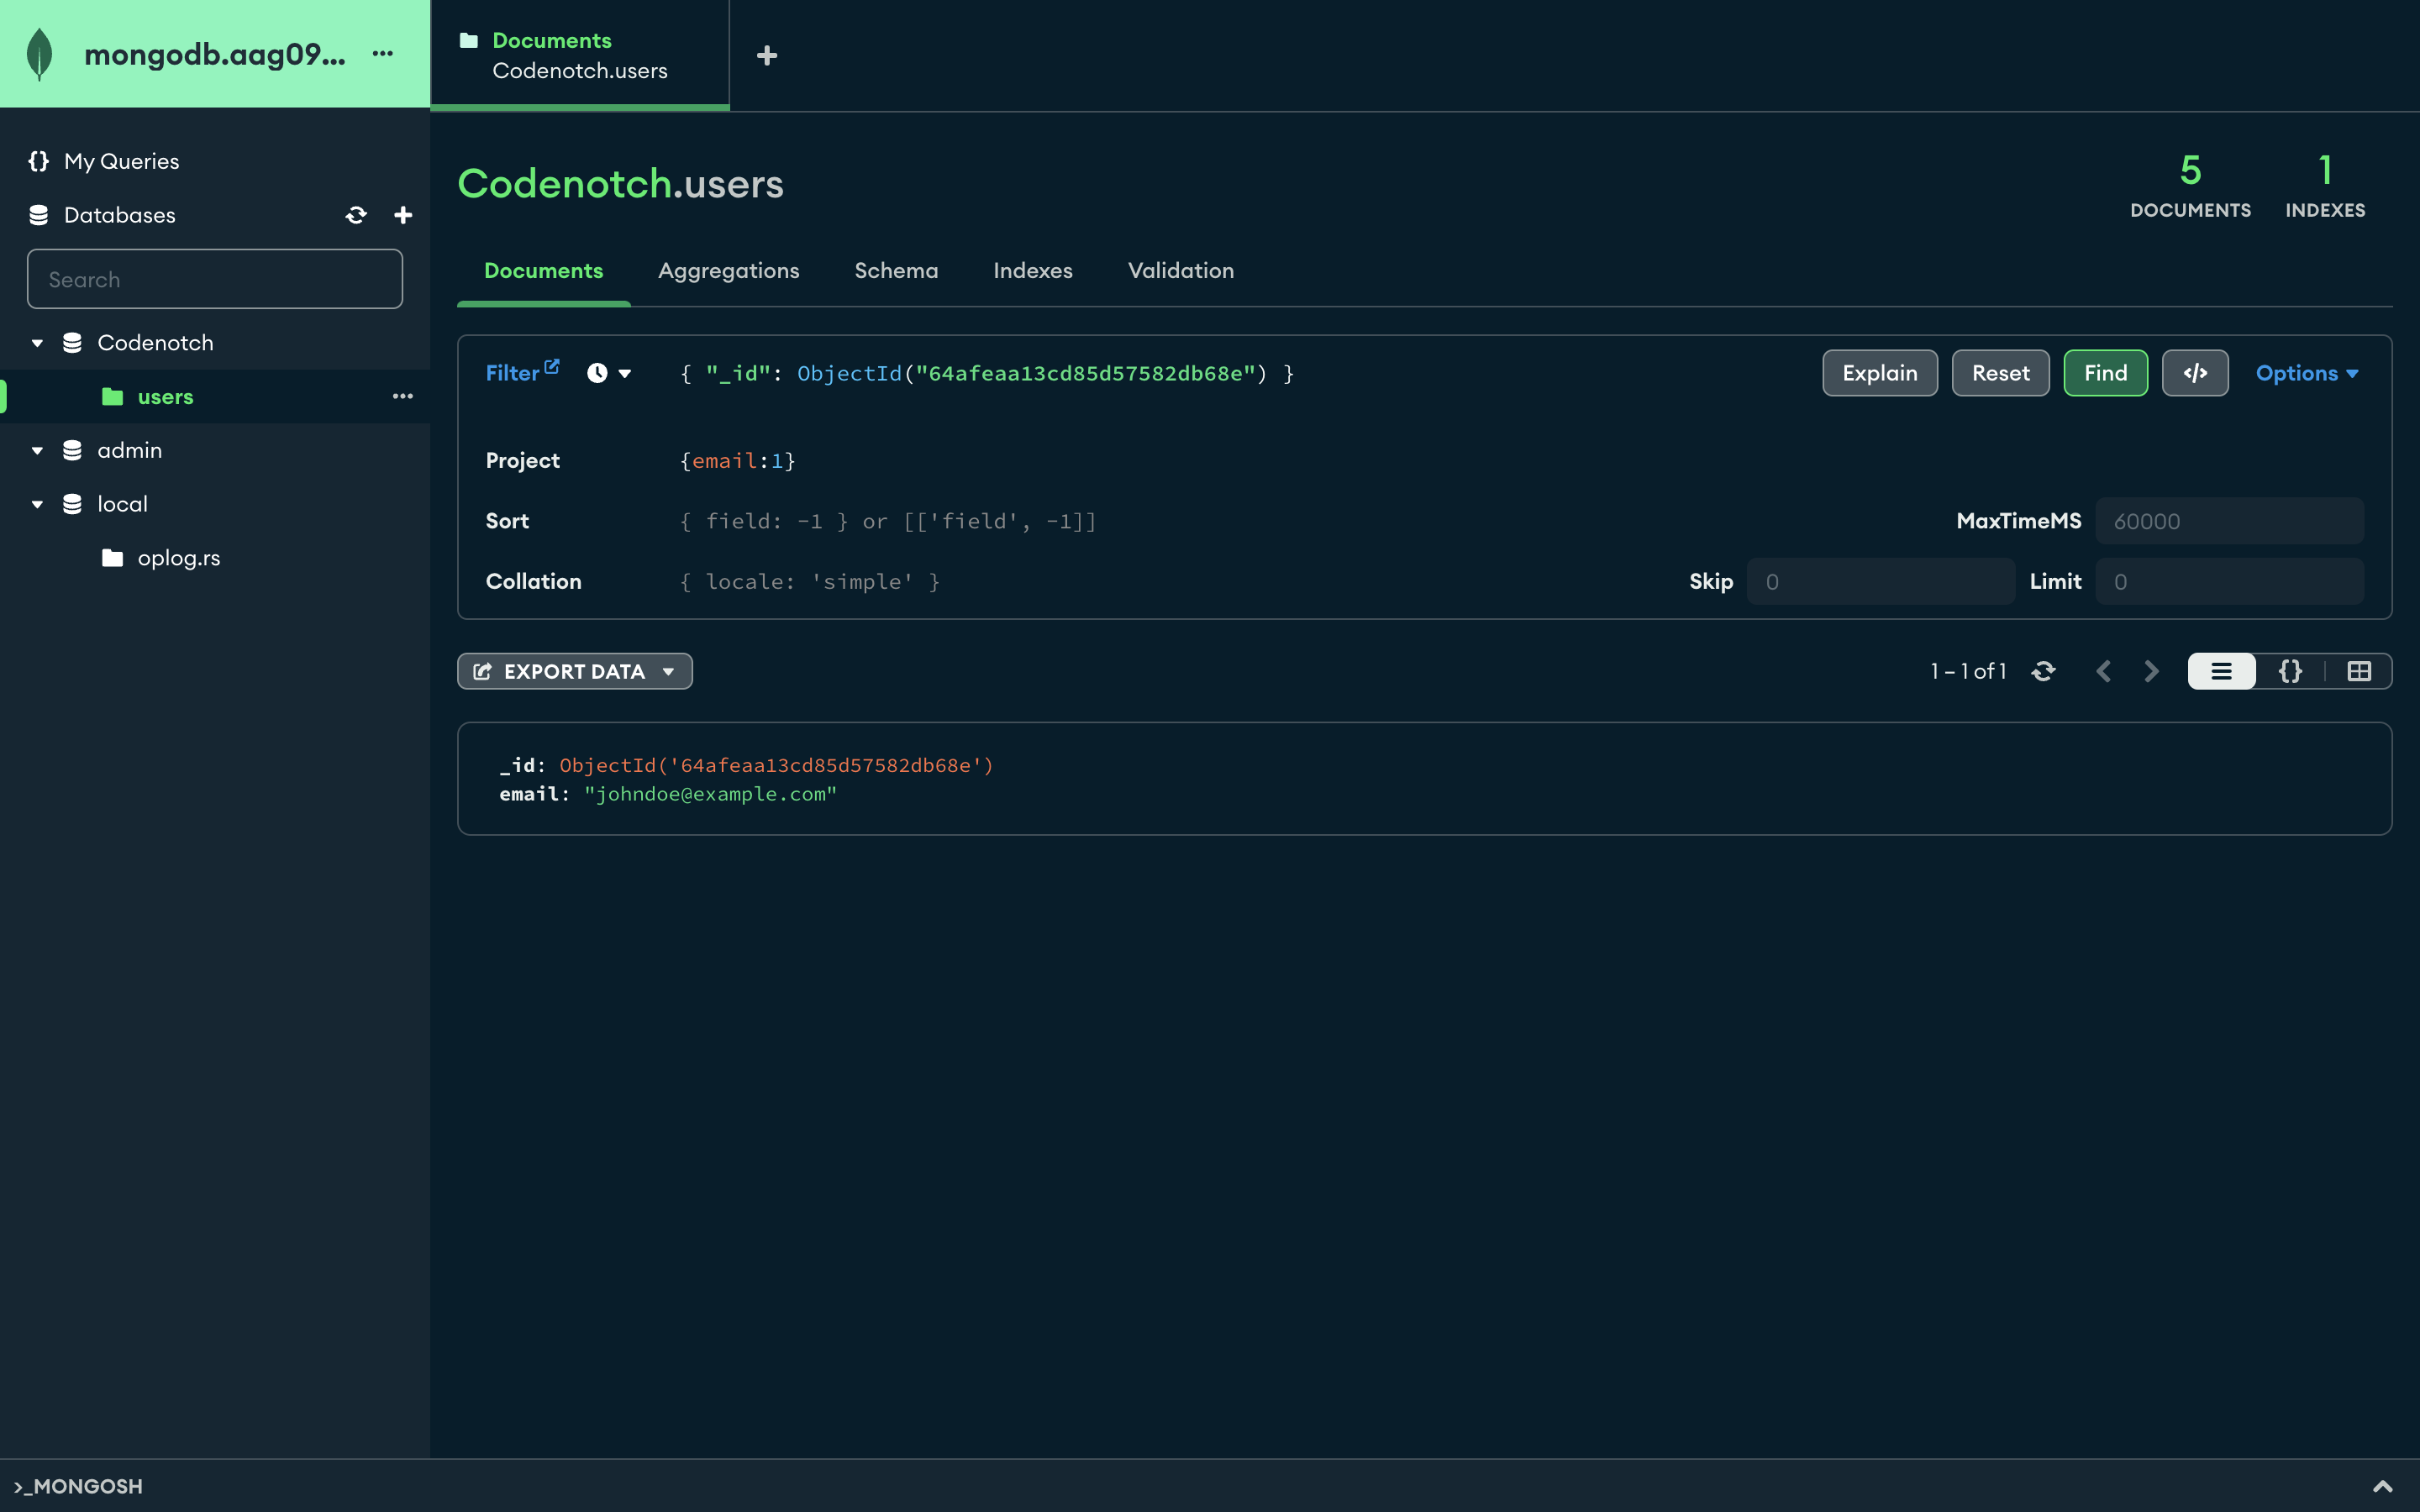 mongodb.aag09...
Documents
Codenotch.users
My Queries
Databases
Search
Codenotch
users
admin
local
oplog.rs
Codenotch.users
5
DOCUMENTS
1
INDEXES
Documents
Aggregations
Schema
Indexes
Validation
Filter
{ "_id": ObjectId("64afeaa13cd85d57582db68e") }
Explain
Reset
Find
</>
Options
Project
{email:1}
Sort
{ field: -1 } or [['field', -1]]
MaxTimeMS
60000
Collation
{ locale: 'simple' }
Skip
0
Limit
0
EXPORT DATA
1 – 1 of 1
{}
_id: ObjectId('64afeaa13cd85d57582db68e')
email: "johndoe@example.com"
>_MONGOSH